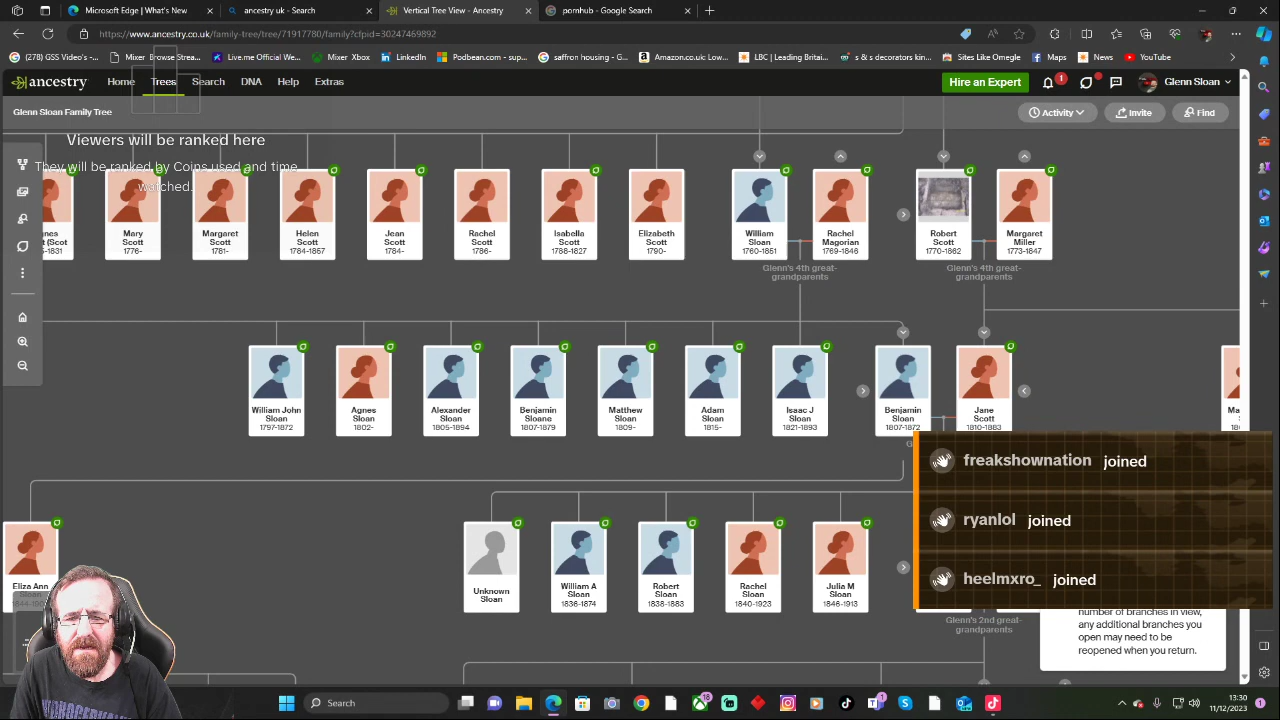 Microsoft Edge | What's New
ancestry uk - Search
Vertical Tree View - Ancestry
pornhub - Google Search
https://www.ancestry.co.uk/family-tree/tree/71917780/family?cfpid=30247469892
(278) GSS Video's -...
Mixer_Browse Strea...
Live.me Official We...
Mixer Xbox
LinkedIn
Podbean.com - sup...
saffron housing - G...
Amazon.co.uk - Lo...
LBC | Leading Britai...
s & s decorators kin...
Sites Like Omegle
Facebook
Maps
News
YouTube
ancestry
Home
Trees
Search
DNA
Help
Extras
Hire an Expert
1
Glenn Sloan
Glenn Sloan Family Tree
Activity
Invite
Find
Viewers will be ranked here
They will be ranked by Coins used and time
watched.
Mary
Scott
1776-
Margaret
Scott
1781-
Helen
Scott
1784-1857
Jean
Scott
1784-
Rachel
Scott
1786-
Isabella
Scott
1788-1827
Elizabeth
Scott
1790-
William
Sloan
1760-1851
Rachel
Magorian
1769-1846
Robert
Scott
1770-1862
Margaret
Miller
1773-1847
Glenn's 4th great-
grandparents
Glenn's 4th great-
grandparents
William John
Sloan
1797-1872
Agnes
Sloan
1802-
Alexander
Sloan
1805-1894
Benjamin
Sloane
1807-1879
Matthew
Sloan
1809-
Adam
Sloan
1815-
Isaac J
Sloan
1821-1893
Benjamin
Sloan
1807-1872
Jane
Scott
1810-1883
freakshownation joined
ryanlol joined
heelmxro_ joined
Eliza Ann
Sloan
Unknown
Sloan
William A
Sloan
1836-1874
Robert
Sloan
1838-1883
Rachel
Sloan
1840-1923
Julia M
Sloan
1846-1913
Glenn's 2nd great-
grandparents
number of branches in view,
any additional branches you
open may need to be
reopened when you return.
Search
18
1
13:30
11/12/2023